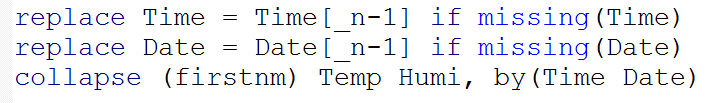 replace Time = Time[_n-1] if missing(Time)
replace Date = Date[_n-1] if missing(Date)
collapse (firstnm) Temp Humi, by(Time Date)